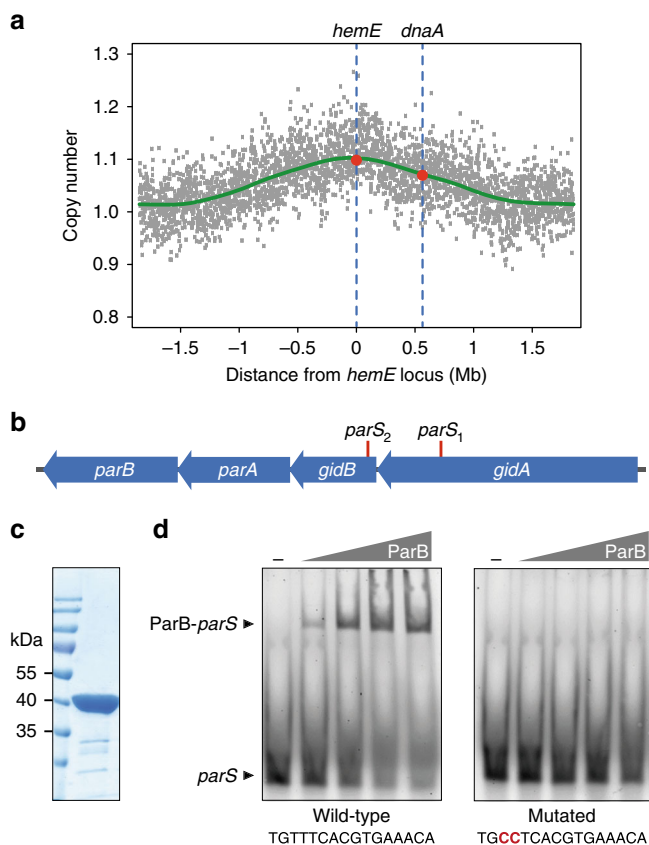 a
hemE dnaA
1.3
1.2
1.1
1.0
0.9
0.8
Copy number
–1.5 –1 –0.5 0 0.5 1 1.5
Distance from hemE locus (Mb)
b
parS2 parS1
parB parA gidB gidA
c
kDa
55
40
35
d
– ParB – ParB
ParB-parS
parS
Wild-type Mutated
TGTTTCACGTGAAACA TGCCTCACGTGAAACA